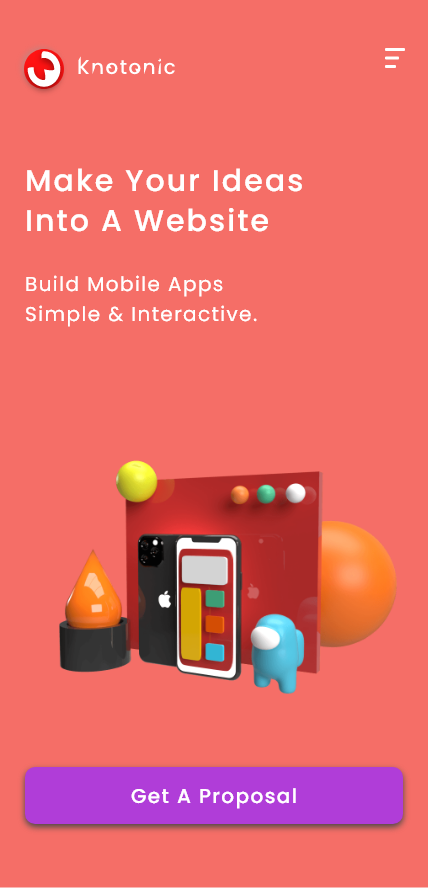 Knotonic
Make Your Ideas
Into A Website
Build Mobile Apps
Simple & Interactive.
Get A Proposal